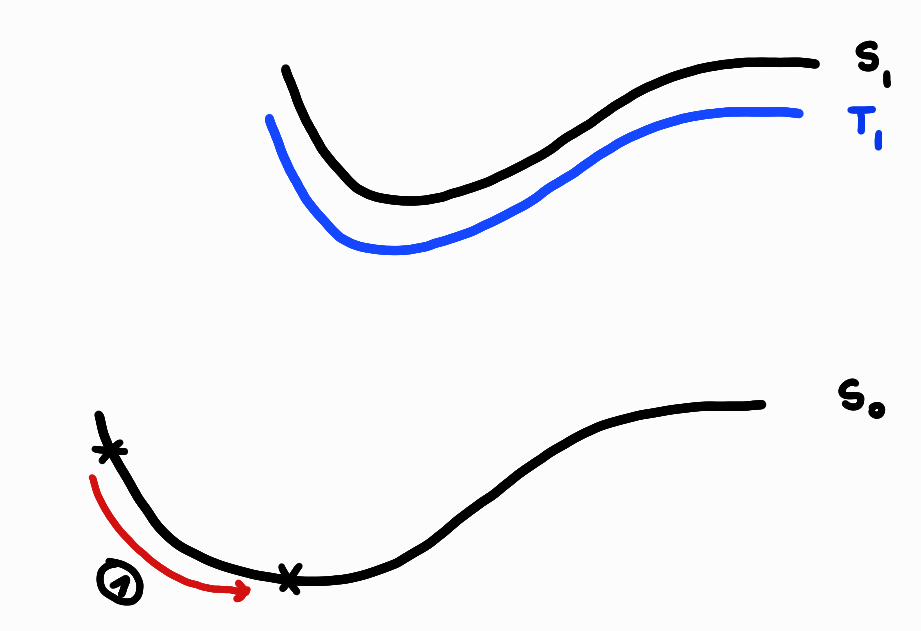 S₁
T₁
S₀
①